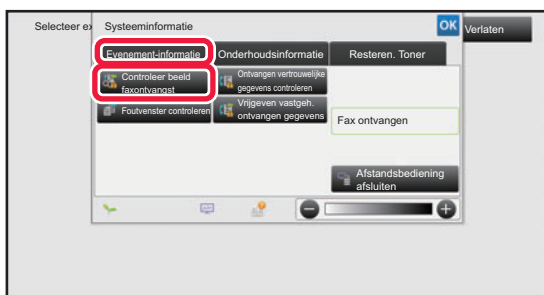 Selecteer ex
Systeeminformatie
OK
Verlaten
Evenement-informatie
Onderhoudsinformatie
Resteren. Toner
Controleer beeld
faxontvangst
Ontvangen vertrouwelijke
gegevens controleren
Foutvenster controleren
Vrijgeven vastgeh.
ontvangen gegevens
Fax ontvangen
Afstandsbediening
afsluiten